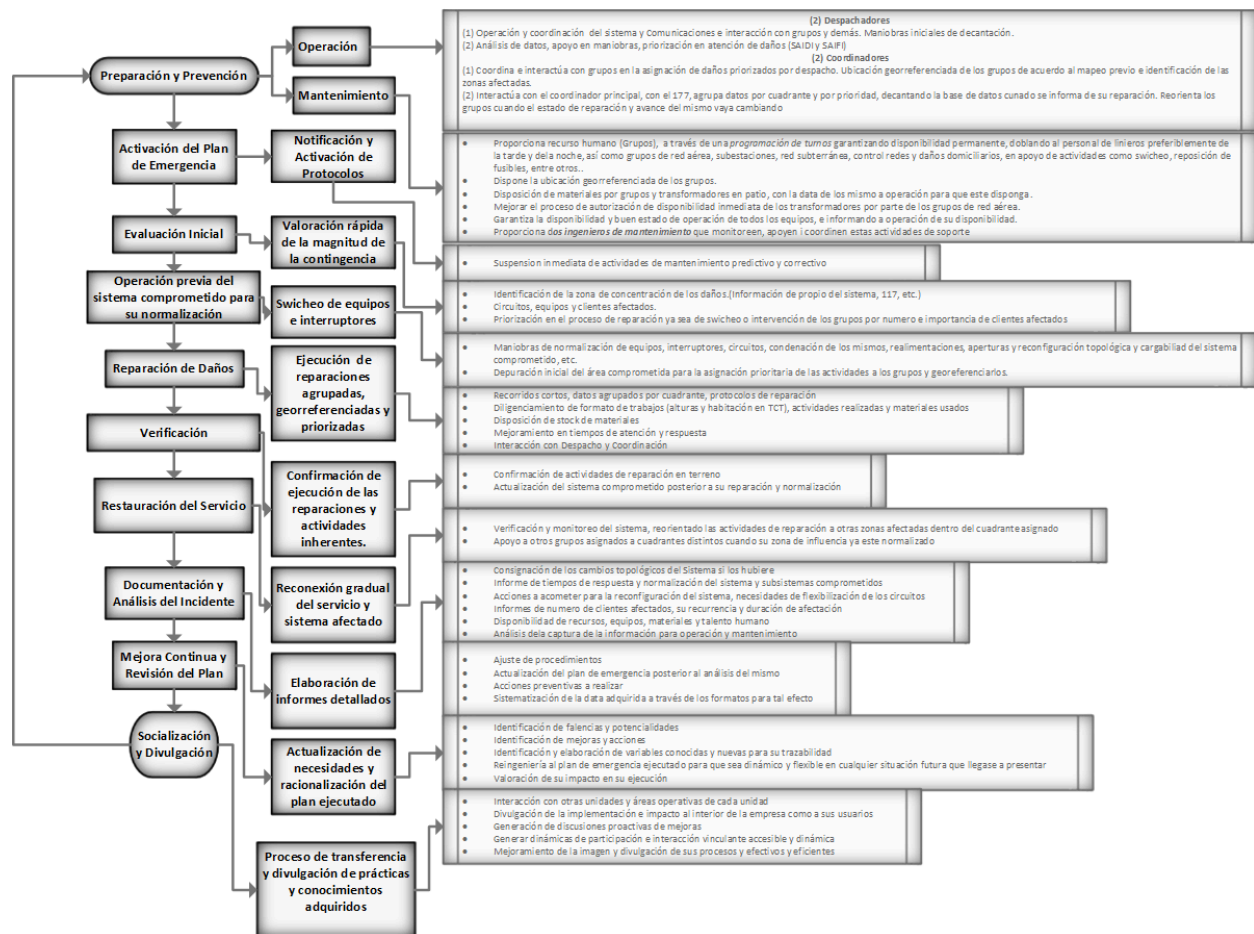 Preparación y Prevención
Operación
Mantenimiento
Activación del Plan
de Emergencia
Notificación y
Activación de
Protocolos
Evaluación Inicial
Valoración rápida
de la magnitud de
la contingencia
Operación previa del
sistema comprometido para
su normalización
Swicheo de equipos
e interruptores
Reparación de Daños
Ejecución de
reparaciones
agrupadas,
georreferenciadas y
priorizadas
Verificación
Confirmación de
ejecución de las
reparaciones y
actividades
inherentes.
Restauración del Servicio
Reconexión gradual
del servicio y
sistema afectado
Documentación y
Análisis del Incidente
Elaboración de
informes detallados
Mejora Continua y
Revisión del Plan
Actualización de
necesidades y
racionalización del
plan ejecutado
Socialización
y Divulgación
Proceso de transferencia
y divulgación de prácticas
y conocimientos
adquiridos
(2) Despachadores
(1) Operación y coordinación del sistema y Comunicaciones e interacción con grupos y demás. Maniobras iniciales de decantación.
(2) Análisis de datos, apoyo en maniobras, priorización en atención de daños (SAIDI y SAIFI)
(2) Coordinadores
(1) Coordina e interactúa con grupos en la asignación de daños priorizados por despacho. Ubicación georreferenciada de los grupos de acuerdo al mapeo previo e identificación de las
zonas afectadas.
(2) Interactúa con el coordinador principal, con el 177, agrupa datos por cuadrante y por prioridad, decantando la base de datos cunado se informa de su reparación. Reorienta los
grupos cuando el estado de reparación y avance del mismo vaya cambiando
• Proporciona recurso humano (Grupos), a través de una programación de turnos garantizando disponibilidad permanente, doblando al personal de linieros preferiblemente de
la tarde y dela noche, así como grupos de red aérea, subestaciones, red subterránea, control redes y daños domiciliarios, en apoyo de actividades como swicheo, reposición de
fusibles, entre otros..
• Dispone la ubicación georreferenciada de los grupos.
• Disposición de materiales por grupos y transformadores en patio, con la data de los mismo a operación para que este disponga.
• Mejorar el proceso de autorización de disponibilidad inmediata de los transformadores por parte de los grupos de red aérea.
• Garantiza la disponibilidad y buen estado de operación de todos los equipos, e informando a operación de su disponibilidad.
• Proporciona dos ingenieros de mantenimiento que monitoreen, apoyen i coordinen estas actividades de soporte
• Suspension inmediata de actividades de mantenimiento predictivo y correctivo
• Identificación de la zona de concentración de los daños.(Información de propio del sistema, 117, etc.)
• Circuitos, equipos y clientes afectados.
• Priorización en el proceso de reparación ya sea de swicheo o intervención de los grupos por numero e importancia de clientes afectados
• Maniobras de normalización de equipos, interruptores, circuitos, condenación de los mismos, realimentaciones, aperturas y reconfiguración topológica y cargabiliad del sistema
comprometido, etc.
• Depuración inicial del área comprometida para la asignación prioritaria de las actividades a los grupos y georeferenciarlos.
• Recorridos cortos, datos agrupados por cuadrante, protocolos de reparación
• Diligenciamiento de formato de trabajos (alturas y habitación en TCT), actividades realizadas y materiales usados
• Disposición de stock de materiales
• Mejoramiento en tiempos de atención y respuesta
• Interacción con Despacho y Coordinación
• Confirmación de actividades de reparación en terreno
• Actualización del sistema comprometido posterior a su reparación y normalización
• Verificación y monitoreo del sistema, reorientado las actividades de reparación a otras zonas afectadas dentro del cuadrante asignado
• Apoyo a otros grupos asignados a cuadrantes distintos cuando su zona de influencia ya este normalizado
• Consignación de los cambios topológicos del Sistema si los hubiere
• Informe de tiempos de respuesta y normalización del sistema y subsistemas comprometidos
• Acciones a acometer para la reconfiguración del sistema, necesidades de flexibilización de los circuitos
• Informes de numero de clientes afectados, su recurrencia y duración de afectación
• Disponibilidad de recursos, equipos, materiales y talento humano
• Análisis dela captura de la información para operación y mantenimiento
• Ajuste de procedimientos
• Actualización del plan de emergencia posterior al análisis del mismo
• Acciones preventivas a realizar
• Sistematización de la data adquirida a través de los formatos para tal efecto
• Identificación de falencias y potencialidades
• Identificación de mejoras y acciones
• Identificación y elaboración de variables conocidas y nuevas para su trazabilidad
• Reingeniería al plan de emergencia ejecutado para que sea dinámico y flexible en cualquier situación futura que llegase a presentar
• Valoración de su impacto en su ejecución
• Interacción con otras unidades y áreas operativas de cada unidad
• Divulgación de la implementación e impacto al interior de la empresa como a sus usuarios
• Generación de discusiones proactivas de mejoras
• Generar dinámicas de participación e interacción vinculante accesible y dinámica
• Mejoramiento de la imagen y divulgación de sus procesos y efectivos y eficientes